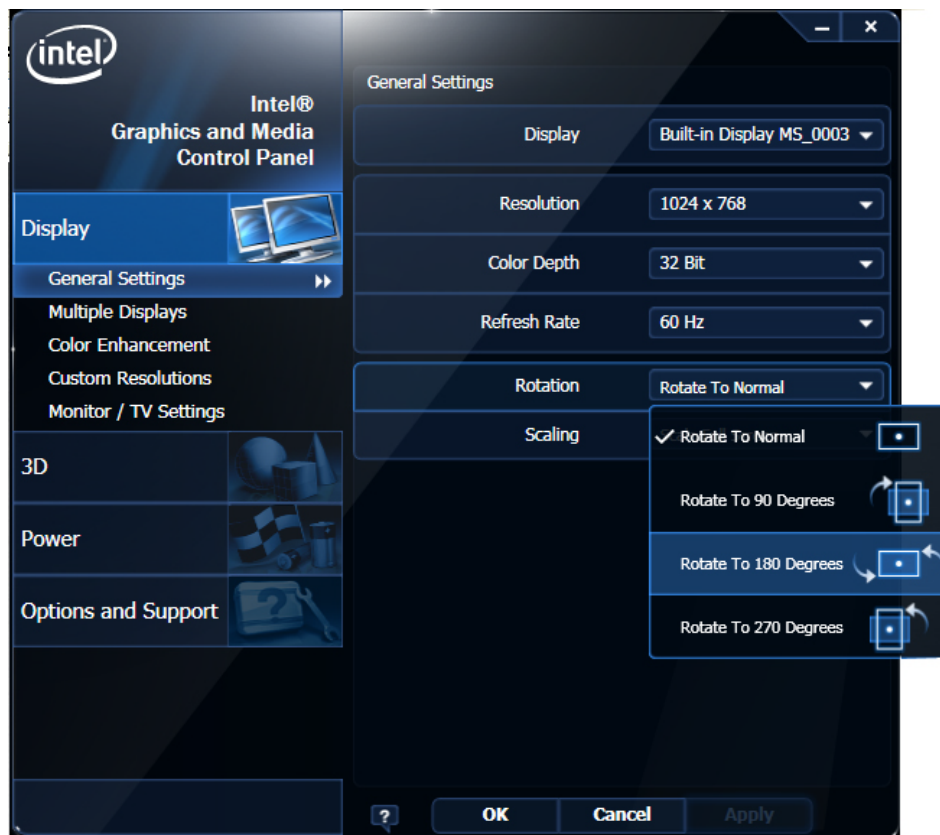 intel
Intel®
Graphics and Media
Control Panel
Display
General Settings
Multiple Displays
Color Enhancement
Custom Resolutions
Monitor / TV Settings
3D
Power
Options and Support
General Settings
Display Built-in Display MS_0003
Resolution 1024 x 768
Color Depth 32 Bit
Refresh Rate 60 Hz
Rotation Rotate To Normal
Scaling
Rotate To Normal
Rotate To 90 Degrees
Rotate To 180 Degrees
Rotate To 270 Degrees
? OK Cancel Apply